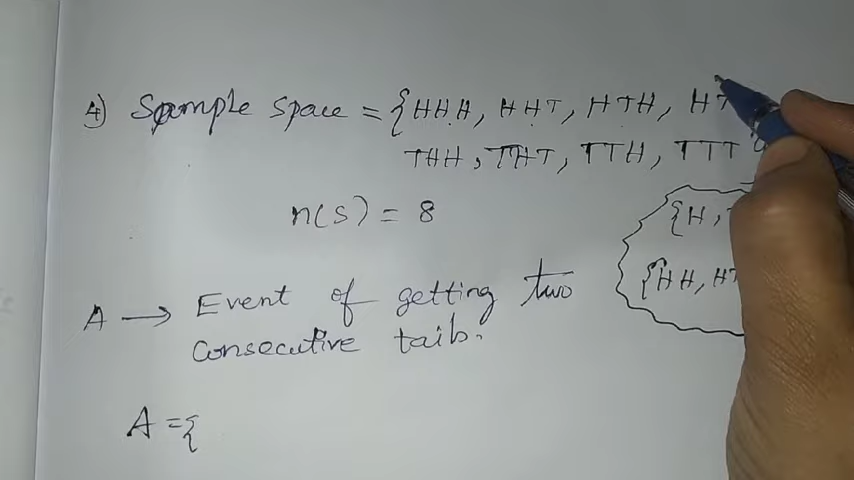 4) Sample space = {HHH, HHT, HTH, HT
THH, THT, TTH, TTT
n(S) = 8
{H,
{HH, HT
A → Event of getting two
consecutive tails.
A = {